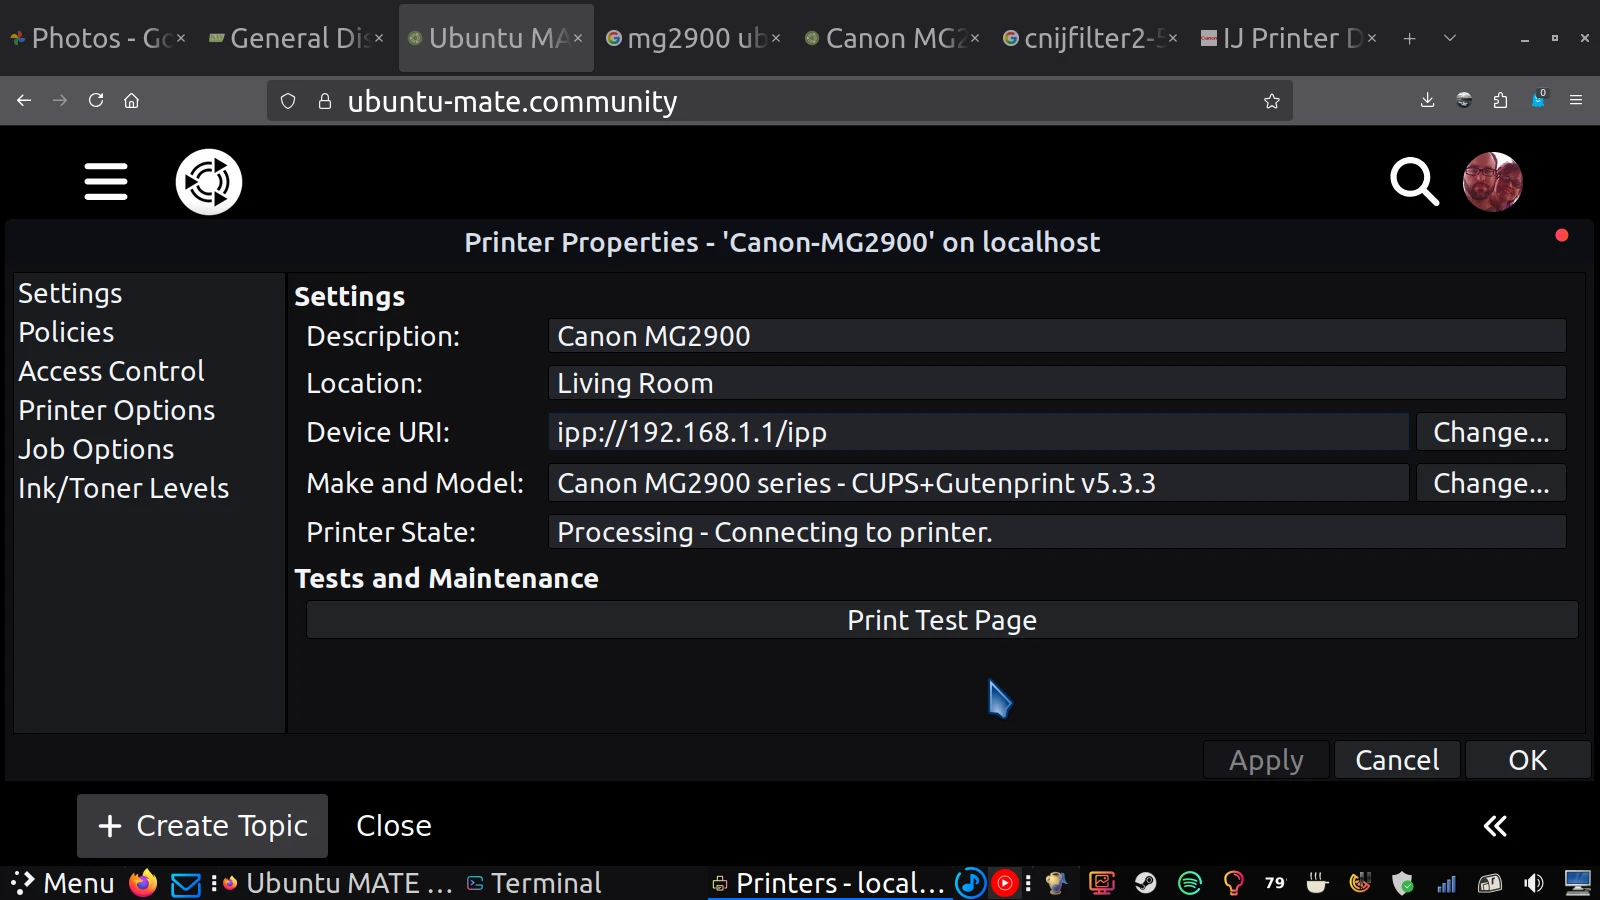 Photos - Go
General Dis
Ubuntu MA
mg2900 ub
Canon MG2
cnijfilter2-5
IJ Printer D
ubuntu-mate.community
0
Printer Properties - 'Canon-MG2900' on localhost
Settings
Policies
Access Control
Printer Options
Job Options
Ink/Toner Levels
Settings
Description: Canon MG2900
Location: Living Room
Device URI: ipp://192.168.1.1/ipp Change...
Make and Model: Canon MG2900 series - CUPS+Gutenprint v5.3.3 Change...
Printer State: Processing - Connecting to printer.
Tests and Maintenance
Print Test Page
Apply Cancel OK
+ Create Topic Close
Menu Ubuntu MATE ... Terminal Printers - local... 79°